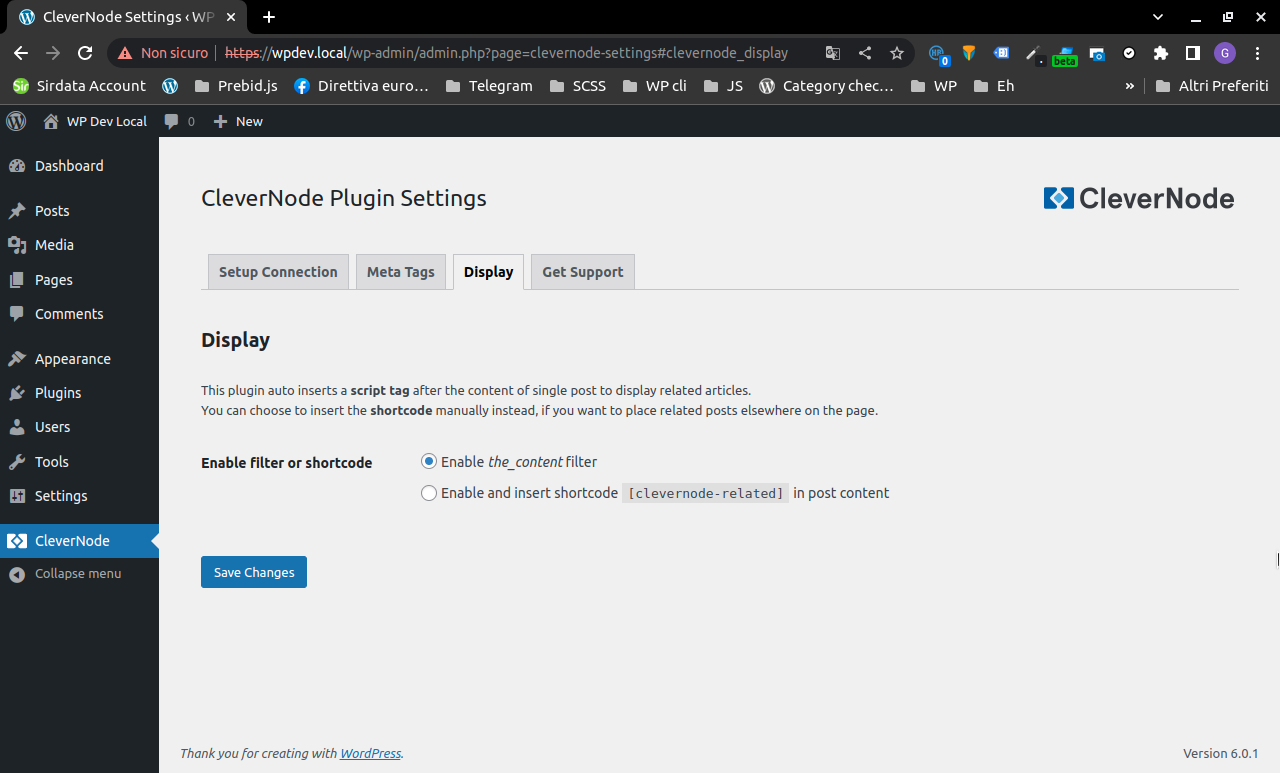 CleverNode Settings ‹ WP
Non sicuro https://wpdev.local/wp-admin/admin.php?page=clevernode-settings#clevernode_display
0 beta G
Sir Sirdata Account Prebid.js Direttiva euro… Telegram SCSS WP cli JS Category chec… WP Eh » Altri Preferiti
WP Dev Local 0 New
Dashboard
Posts
Media
Pages
Comments
Appearance
Plugins
Users
Tools
Settings
CleverNode
Collapse menu
CleverNode Plugin Settings
CleverNode
Setup Connection Meta Tags Display Get Support
Display
This plugin auto inserts a script tag after the content of single post to display related articles.
You can choose to insert the shortcode manually instead, if you want to place related posts elsewhere on the page.
Enable filter or shortcode
Enable the_content filter
Enable and insert shortcode [clevernode-related] in post content
Save Changes
Thank you for creating with WordPress.
Version 6.0.1